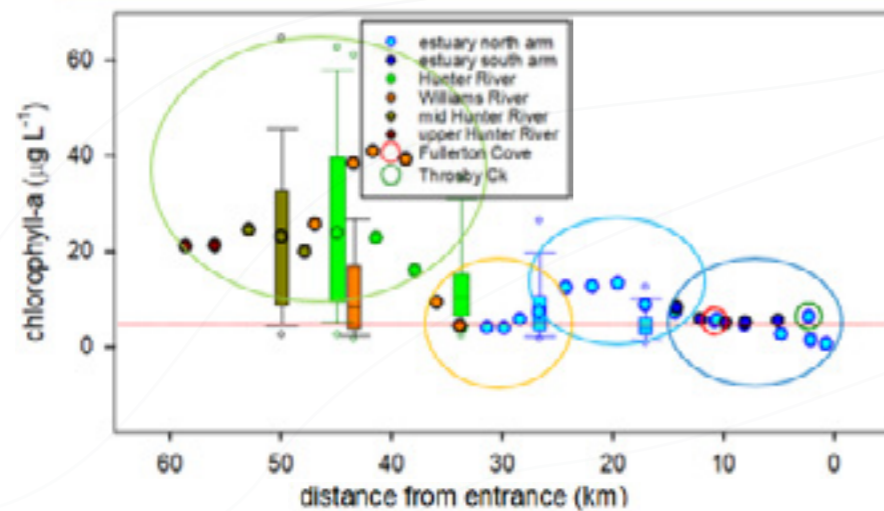 estuary north arm
estuary south arm
Hunter River
Williams River
mid Hunter River
upper Hunter River
Fullerton Cove
Throsby Ck
chlorophyll-a (µg L⁻¹)
60
40
20
0
60 50 40 30 20 10 0
distance from entrance (km)